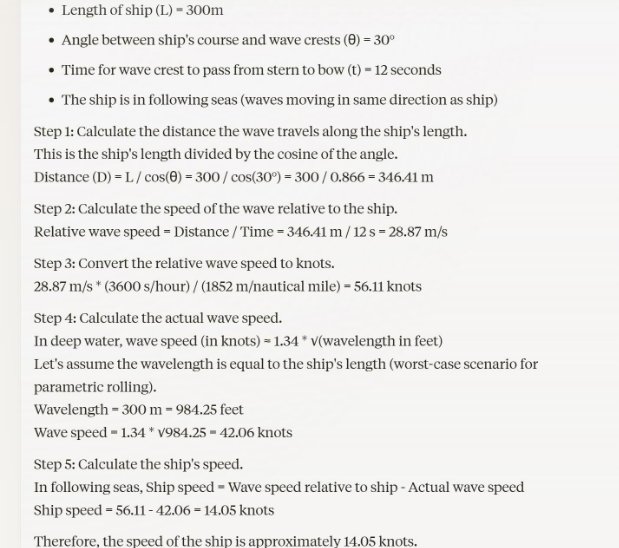 • Length of ship (L) = 300m
• Angle between ship's course and wave crests (θ) = 30°
• Time for wave crest to pass from stern to bow (t) = 12 seconds
• The ship is in following seas (waves moving in same direction as ship)
Step 1: Calculate the distance the wave travels along the ship's length.
This is the ship's length divided by the cosine of the angle.
Distance (D) = L / cos(θ) = 300 / cos(30°) = 300 / 0.866 = 346.41 m
Step 2: Calculate the speed of the wave relative to the ship.
Relative wave speed = Distance / Time = 346.41 m / 12 s = 28.87 m/s
Step 3: Convert the relative wave speed to knots.
28.87 m/s * (3600 s/hour) / (1852 m/nautical mile) = 56.11 knots
Step 4: Calculate the actual wave speed.
In deep water, wave speed (in knots) ≈ 1.34 * √(wavelength in feet)
Let's assume the wavelength is equal to the ship's length (worst-case scenario for
parametric rolling).
Wavelength = 300 m = 984.25 feet
Wave speed = 1.34 * √984.25 = 42.06 knots
Step 5: Calculate the ship's speed.
In following seas, Ship speed = Wave speed relative to ship - Actual wave speed
Ship speed = 56.11 - 42.06 = 14.05 knots
Therefore, the speed of the ship is approximately 14.05 knots.